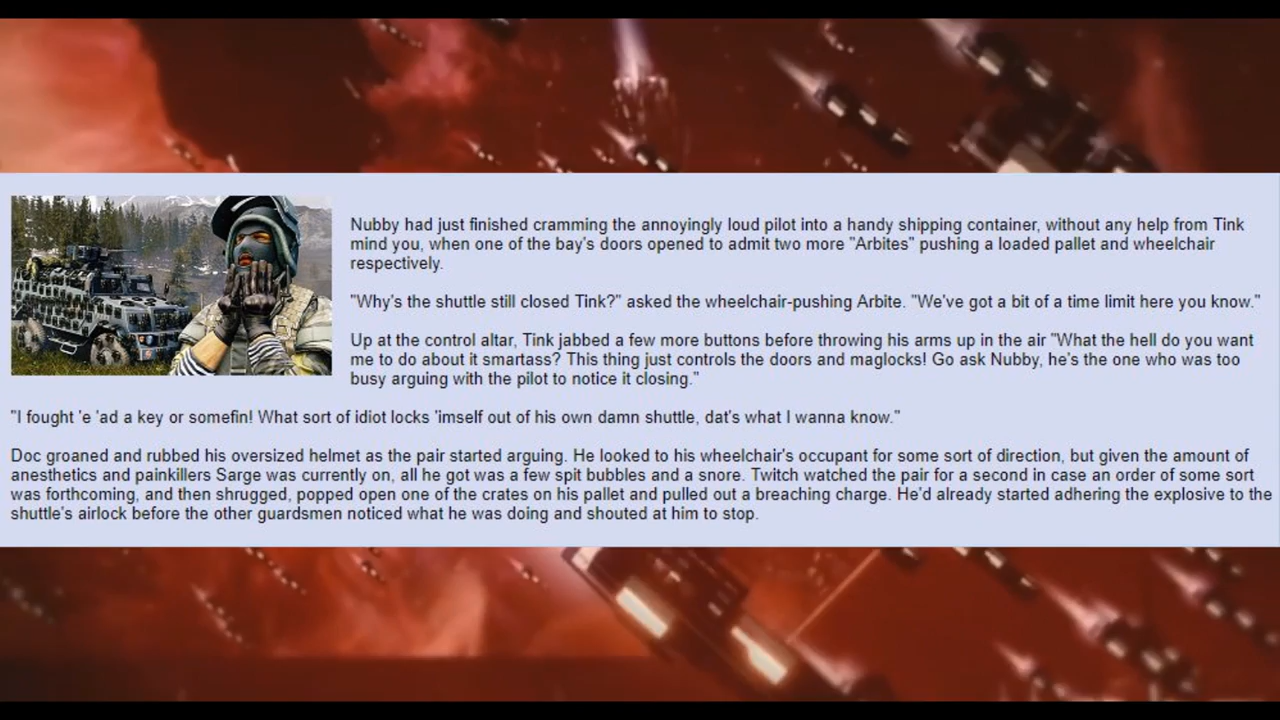 Nubby had just finished cramming the annoyingly loud pilot into a handy shipping container, without any help from Tink
mind you, when one of the bay's doors opened to admit two more "Arbites" pushing a loaded pallet and wheelchair
respectively.
"Why's the shuttle still closed Tink?" asked the wheelchair-pushing Arbite. "We've got a bit of a time limit here you know."
Up at the control altar, Tink jabbed a few more buttons before throwing his arms up in the air "What the hell do you want
me to do about it smartass? This thing just controls the doors and maglocks! Go ask Nubby, he's the one who was too
busy arguing with the pilot to notice it closing."
"I fought 'e 'ad a key or somefin! What sort of idiot locks 'imself out of his own damn shuttle, dat's what I wanna know."
Doc groaned and rubbed his oversized helmet as the pair started arguing. He looked to his wheelchair's occupant for some sort of direction, but given the amount of
anesthetics and painkillers Sarge was currently on, all he got was a few spit bubbles and a snore. Twitch watched the pair for a second in case an order of some sort
was forthcoming, and then shrugged, popped open one of the crates on his pallet and pulled out a breaching charge. He'd already started adhering the explosive to the
shuttle's airlock before the other guardsmen noticed what he was doing and shouted at him to stop.